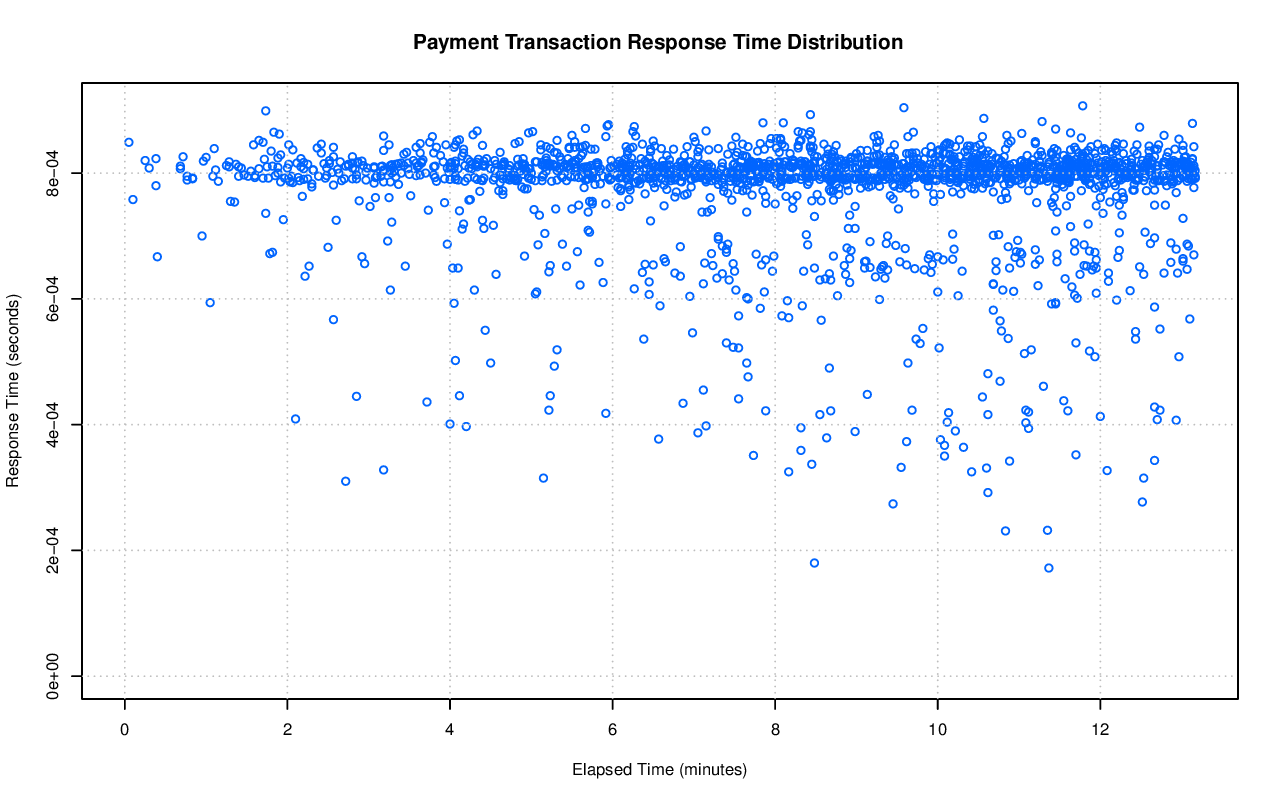 Payment Transaction Response Time Distribution
Response Time (seconds)
8e−04
6e−04
4e−04
2e−04
0e+00
0 2 4 6 8 10 12
Elapsed Time (minutes)